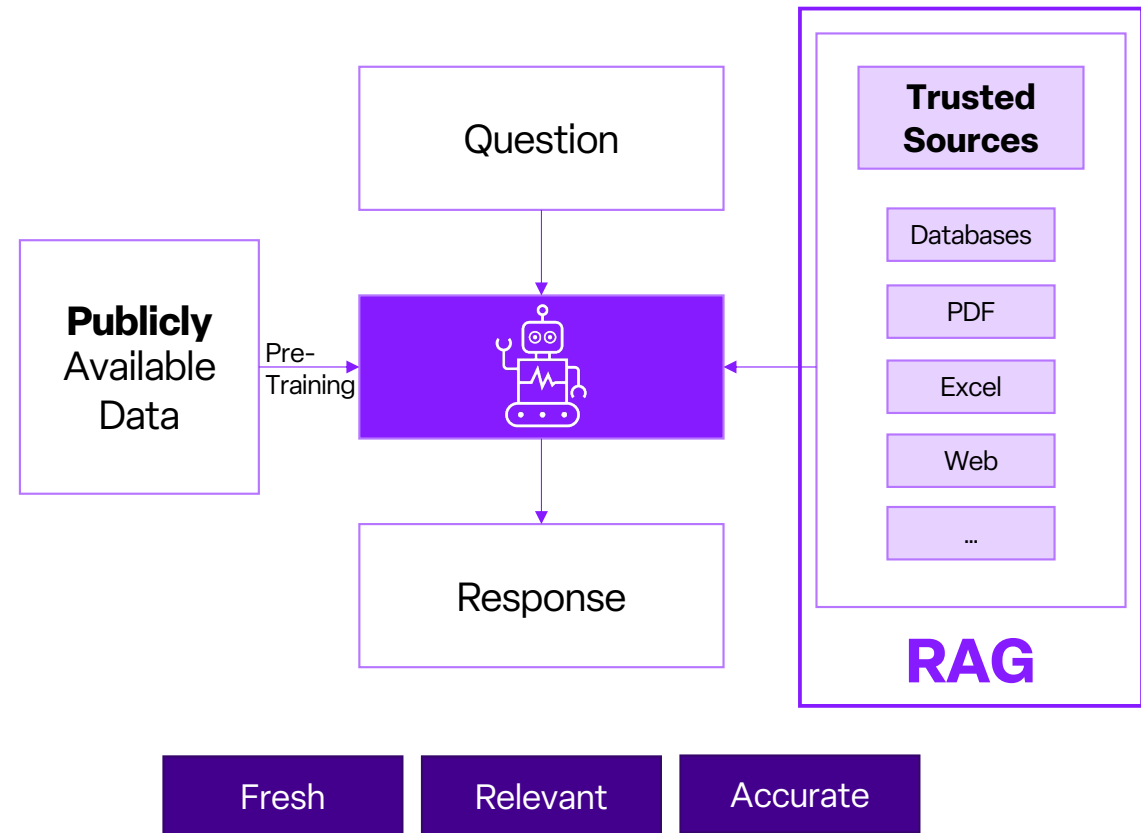 Question
Publicly
Available
Data
Pre-
Training
Response
Trusted
Sources
Databases
PDF
Excel
Web
...
RAG
Fresh
Relevant
Accurate